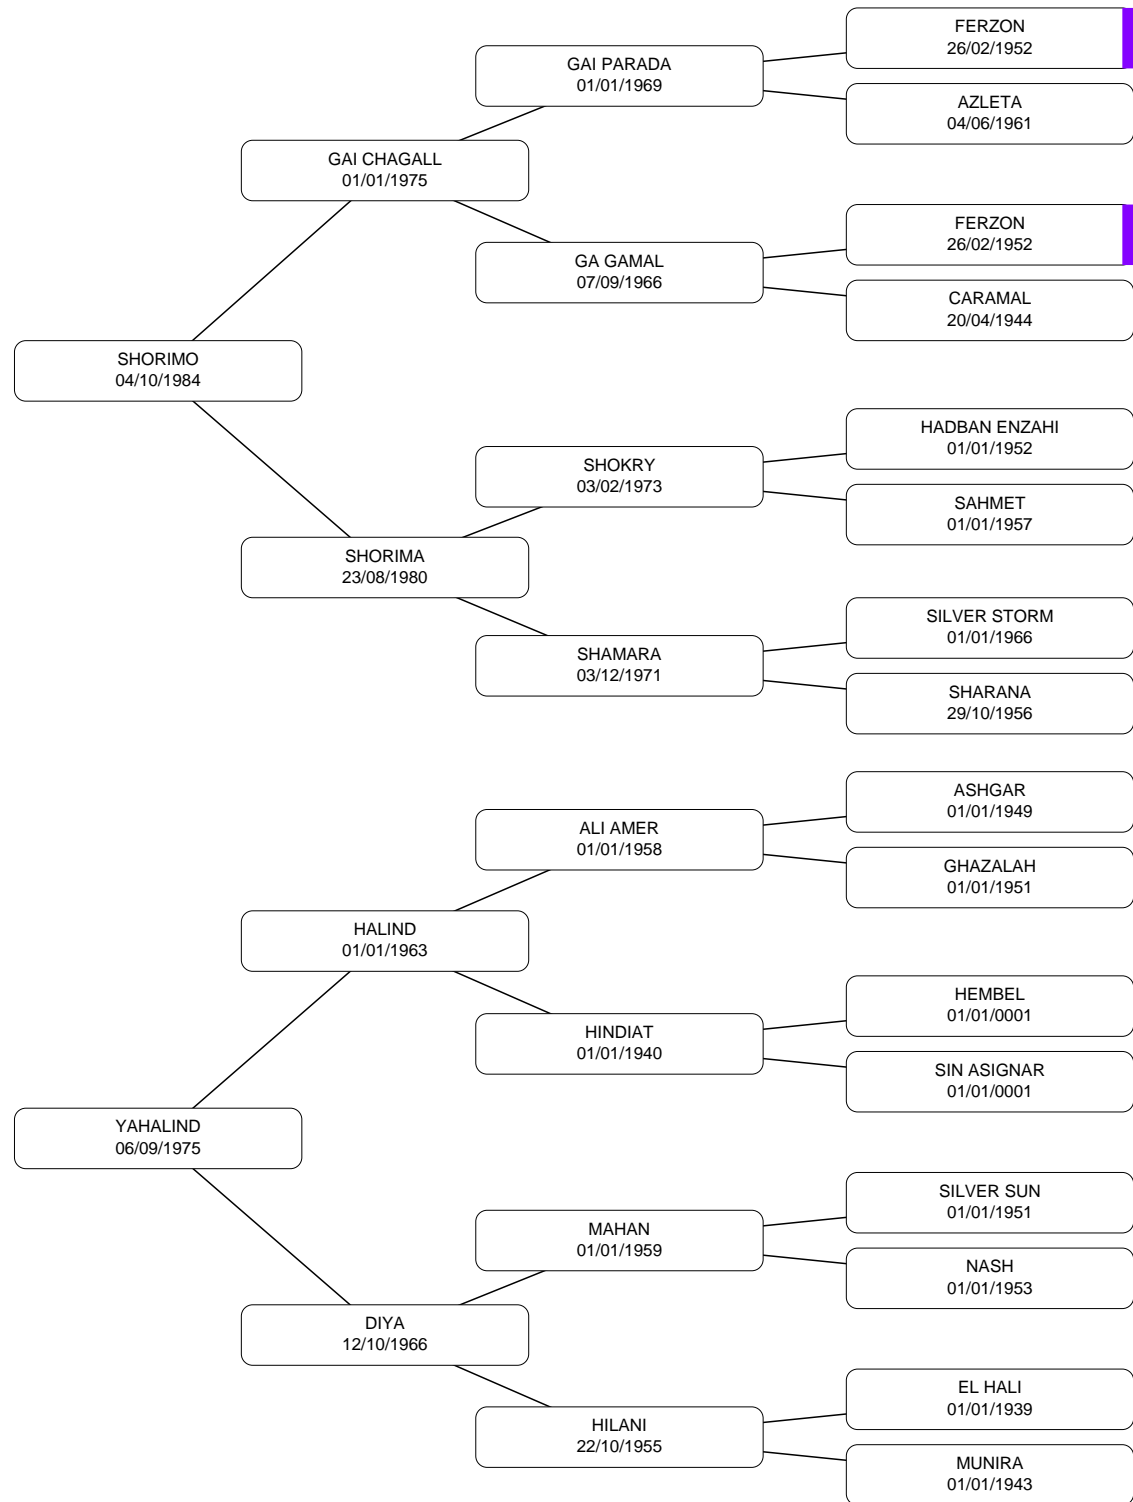 FERZON
26/02/1952
GAI PARADA
01/01/1969
AZLETA
04/06/1961
GAI CHAGALL
01/01/1975
FERZON
26/02/1952
GA GAMAL
07/09/1966
CARAMAL
20/04/1944
SHORIMO
04/10/1984
HADBAN ENZAHI
01/01/1952
SHOKRY
03/02/1973
SAHMET
01/01/1957
SHORIMA
23/08/1980
SILVER STORM
01/01/1966
SHAMARA
03/12/1971
SHARANA
29/10/1956
ASHGAR
01/01/1949
ALI AMER
01/01/1958
GHAZALAH
01/01/1951
HALIND
01/01/1963
HEMBEL
01/01/0001
HINDIAT
01/01/1940
SIN ASIGNAR
01/01/0001
YAHALIND
06/09/1975
SILVER SUN
01/01/1951
MAHAN
01/01/1959
NASH
01/01/1953
DIYA
12/10/1966
EL HALI
01/01/1939
HILANI
22/10/1955
MUNIRA
01/01/1943